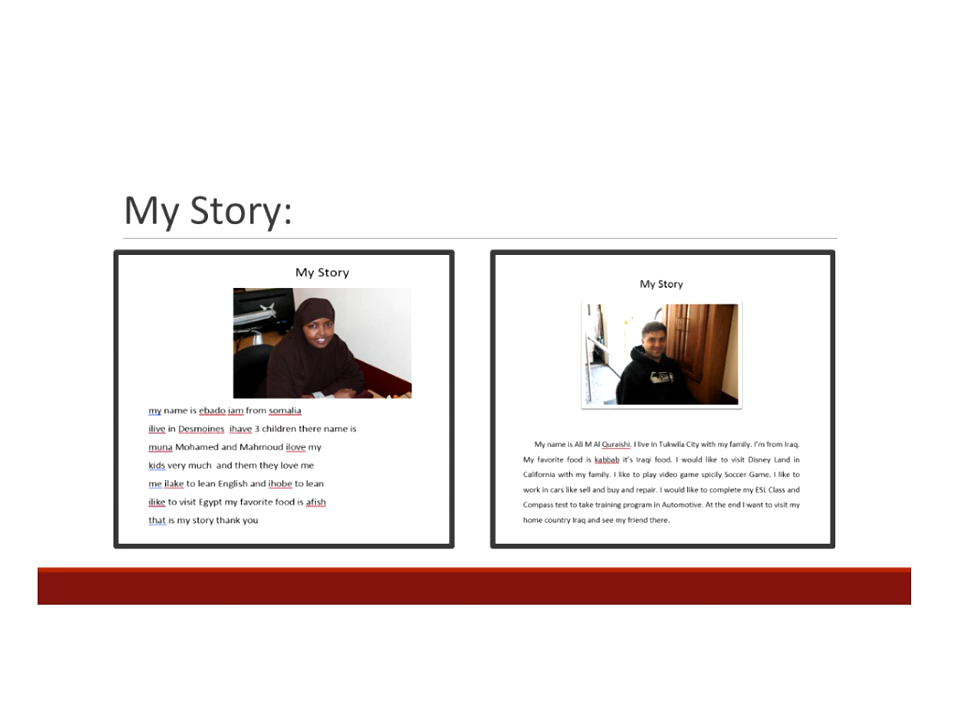 My Story:
My Story
my name is ebado iam from somalia
ilive in Desmoines ihave 3 children there name is
muna Mohamed and Mahmoud ilove my
kids very much and them they love me
me ilake to lean English and ihobe to lean
ilike to visit Egypt my favorite food is afish
that is my story thank you
My Story
My name is Ali M Al Quraishi. I live in Tukwila City with my family. I'm from Iraq.
My favorite food is kabbab it's Iraqi food. I would like to visit Disney Land in
California with my family. I like to play video game spicily Soccer Game. I like to
work in cars like sell and buy and repair. I would like to complete my ESL Class and
Compass test to take training program in Automotive. At the end I want to visit my
home country Iraq and see my friend there.